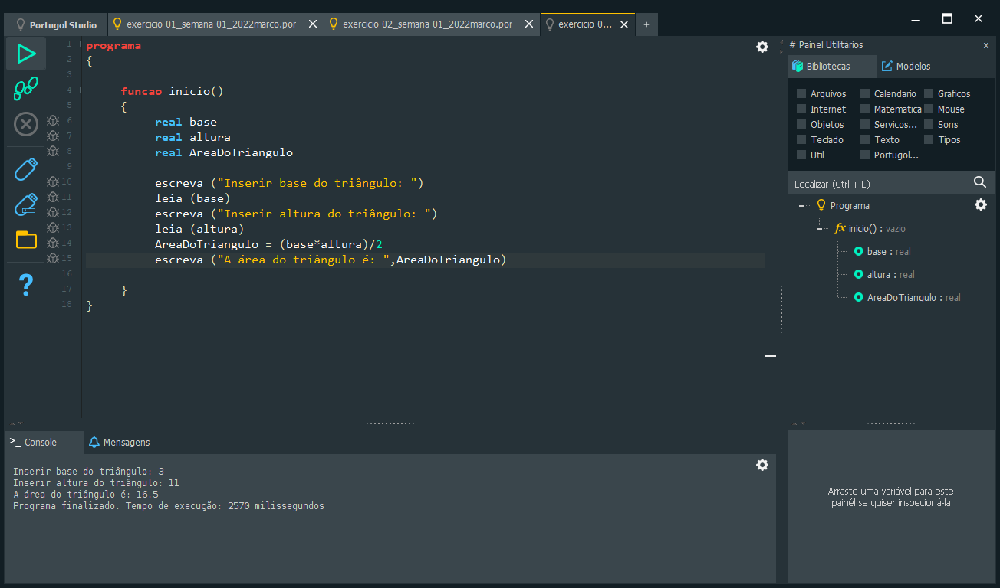 Portugol Studio
exercicio 01_semana 01_2022marco.por
exercicio 02_semana 01_2022marco.por
exercicio 0...
+
1 programa
2 {
3
4 funcao inicio()
5 {
6 real base
7 real altura
8 real AreaDoTriangulo
9
10 escreva ("Inserir base do triângulo: ")
11 leia (base)
12 escreva ("Inserir altura do triângulo: ")
13 leia (altura)
14 AreaDoTriangulo = (base*altura)/2
15 escreva ("A área do triângulo é: ",AreaDoTriangulo)
16
17 }
18 }
?
# Painel Utilitários x
Bibliotecas Modelos
Arquivos Calendario Graficos
Internet Matematica Mouse
Objetos Servicos... Sons
Teclado Texto Tipos
Util Portugol...
Localizar (Ctrl + L)
Programa
fx inicio() : vazio
base : real
altura : real
AreaDoTriangulo : real
>_ Console Mensagens
Inserir base do triângulo: 3
Inserir altura do triângulo: 11
A área do triângulo é: 16.5
Programa finalizado. Tempo de execução: 2570 milissegundos
Arraste uma variável para este
painél se quiser inspecioná-la